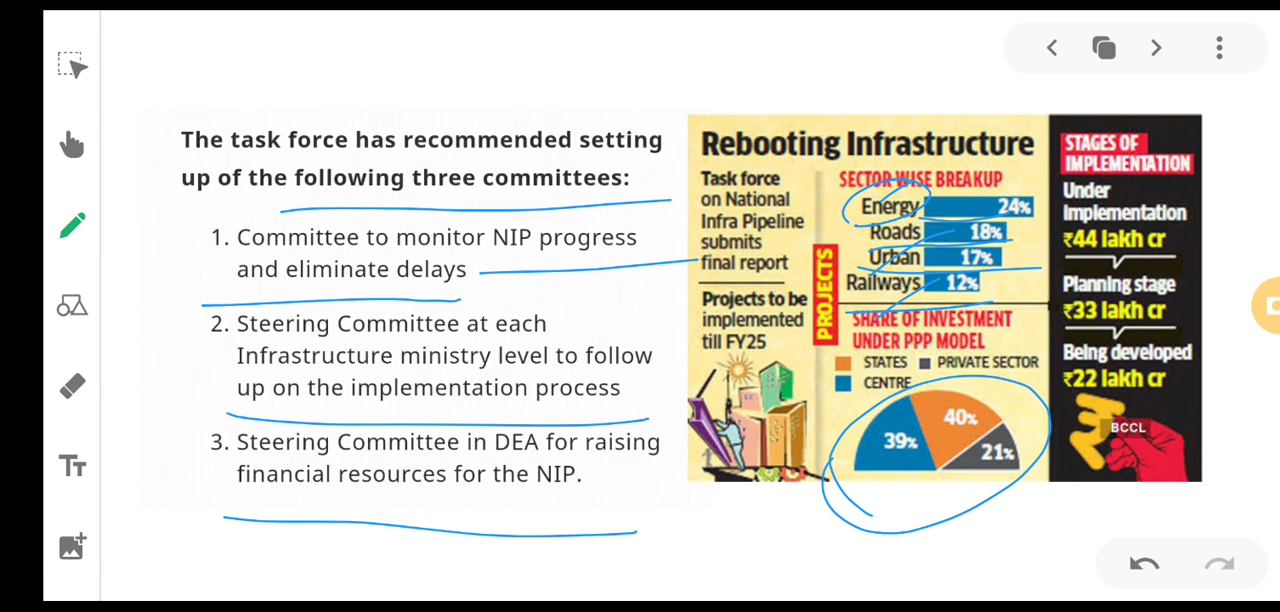 The task force has recommended setting
up of the following three committees:
1. Committee to monitor NIP progress
and eliminate delays
2. Steering Committee at each
Infrastructure ministry level to follow
up on the implementation process
3. Steering Committee in DEA for raising
financial resources for the NIP.
Rebooting Infrastructure
Task force
on National
Infra Pipeline
submits
final report
Projects to be
implemented
till FY25
PROJECTS
SECTOR WISE BREAKUP
Energy 24%
Roads 18%
Urban 17%
Railways 12%
SHARE OF INVESTMENT
UNDER PPP MODEL
STATES PRIVATE SECTOR
CENTRE
39% 40% 21%
STAGES OF
IMPLEMENTATION
Under
Implementation
₹44 lakh cr
Planning stage
₹33 lakh cr
Being developed
₹22 lakh cr
BCCL
Tт